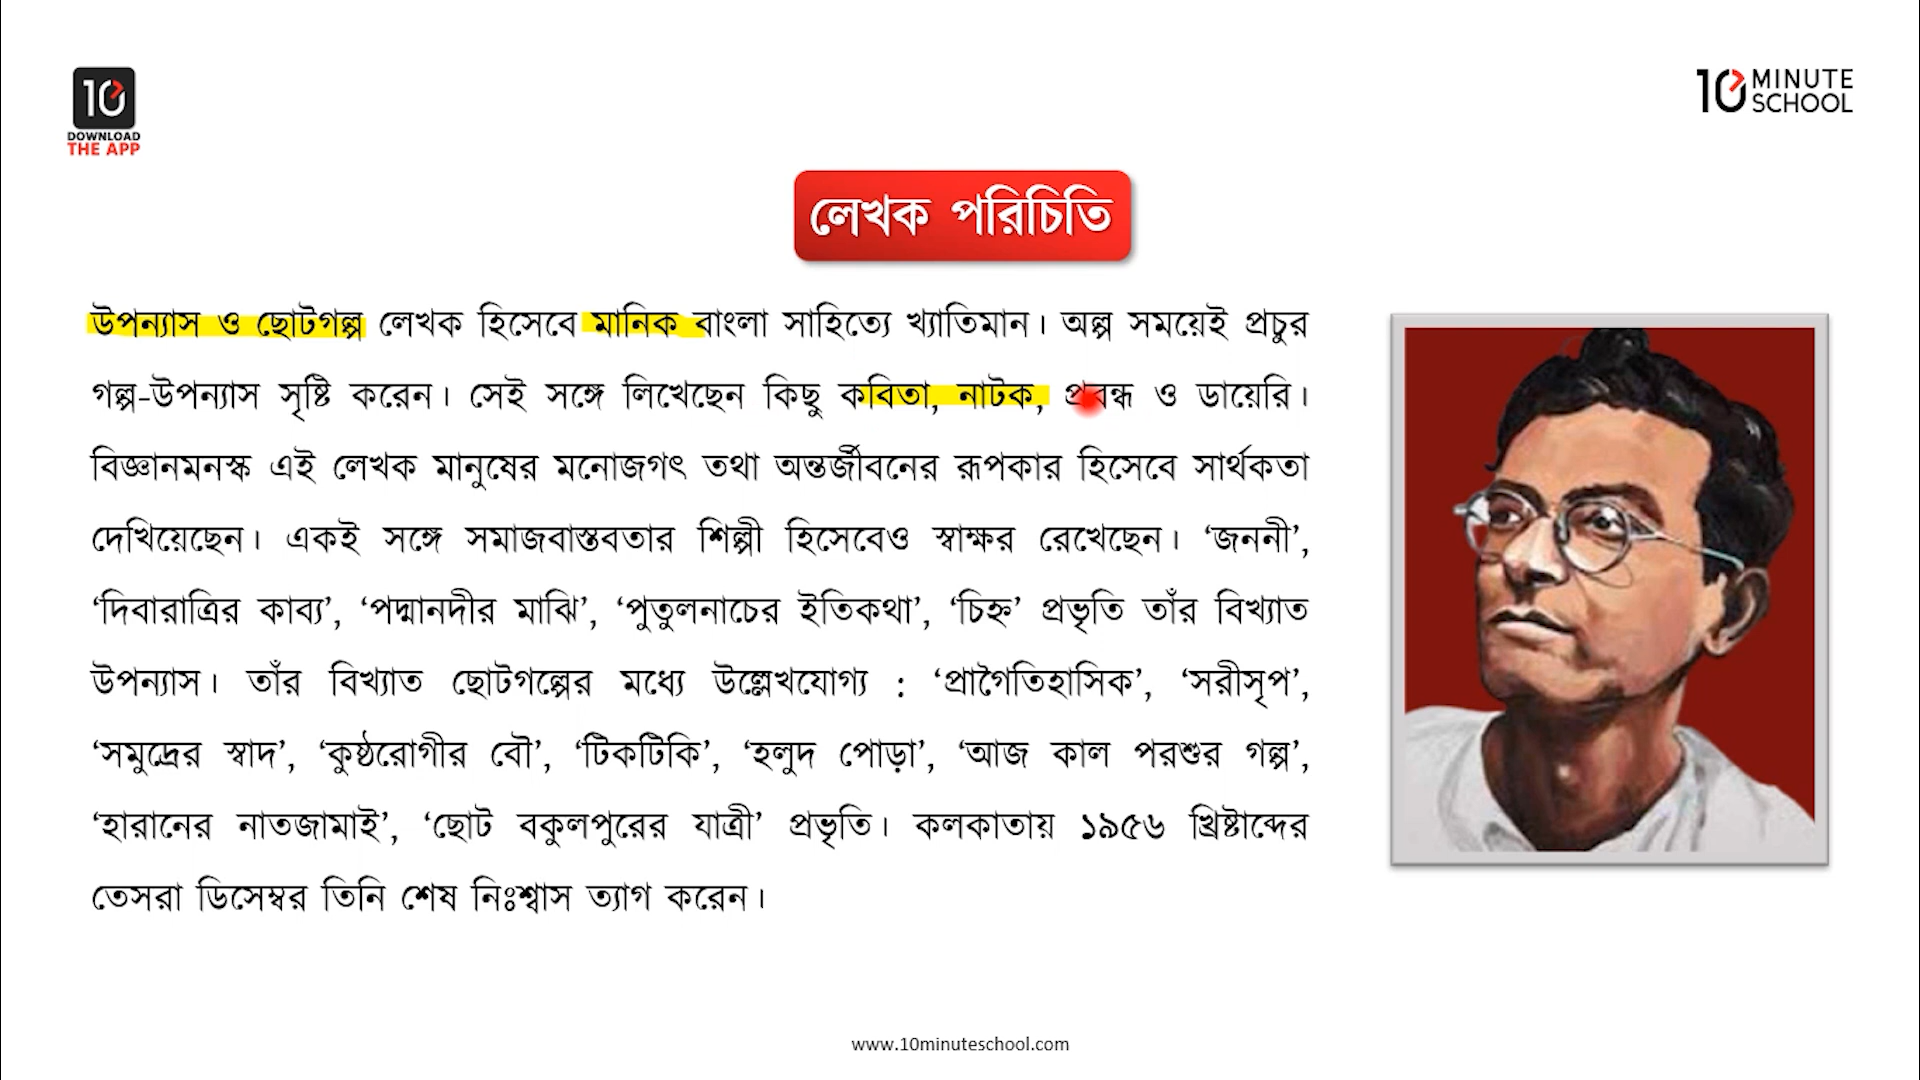 10
DOWNLOAD
THE APP
10 MINUTE
SCHOOL
লেখক পরিচিতি
উপন্যাস ও ছোটগল্প লেখক হিসেবে মানিক বাংলা সাহিত্যে খ্যাতিমান। অল্প সময়েই প্রচুর
গল্প-উপন্যাস সৃষ্টি করেন। সেই সঙ্গে লিখেছেন কিছু কবিতা, নাটক, প্রবন্ধ ও ডায়েরি।
বিজ্ঞানমনস্ক এই লেখক মানুষের মনোজগৎ তথা অন্তর্জীবনের রূপকার হিসেবে সার্থকতা
দেখিয়েছেন। একই সঙ্গে সমাজবাস্তবতার শিল্পী হিসেবেও স্বাক্ষর রেখেছেন। ‘জননী’,
‘দিবারাত্রির কাব্য’, ‘পদ্মানদীর মাঝি’, ‘পুতুলনাচের ইতিকথা’, ‘চিহ্ন’ প্রভৃতি তাঁর বিখ্যাত
উপন্যাস। তাঁর বিখ্যাত ছোটগল্পের মধ্যে উল্লেখযোগ্য : ‘প্রাগৈতিহাসিক’, ‘সরীসৃপ’,
‘সমুদ্রের স্বাদ’, ‘কুষ্ঠরোগীর বৌ’, ‘টিকটিকি’, ‘হলুদ পোড়া’, ‘আজ কাল পরশুর গল্প’,
‘হারানের নাতজামাই’, ‘ছোট বকুলপুরের যাত্রী’ প্রভৃতি। কলকাতায় ১৯৫৬ খ্রিষ্টাব্দের
তেসরা ডিসেম্বর তিনি শেষ নিঃশ্বাস ত্যাগ করেন।
www.10minuteschool.com